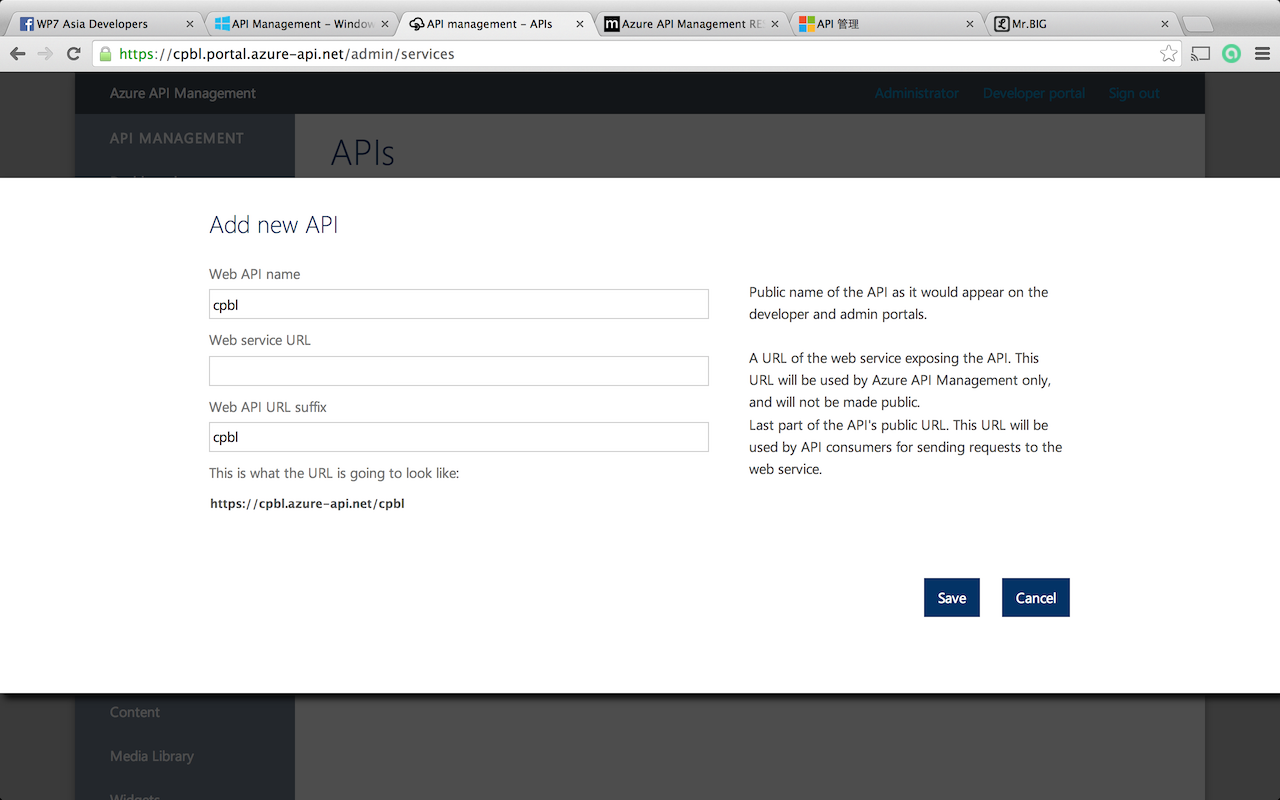 WP7 Asia Developers
API Management – Window
API management – APIs
Azure API Management RE
API 管理
Mr.BIG
https://cpbl.portal.azure-api.net/admin/services
Azure API Management
Administrator
Developer portal
Sign out
API MANAGEMENT
APIs
Add new API
Web API name
cpbl
Public name of the API as it would appear on the
developer and admin portals.
Web service URL
A URL of the web service exposing the API. This
URL will be used by Azure API Management only,
and will not be made public.
Web API URL suffix
cpbl
Last part of the API's public URL. This URL will be
used by API consumers for sending requests to the
web service.
This is what the URL is going to look like:
https://cpbl.azure-api.net/cpbl
Save
Cancel
Content
Media Library
Widgets